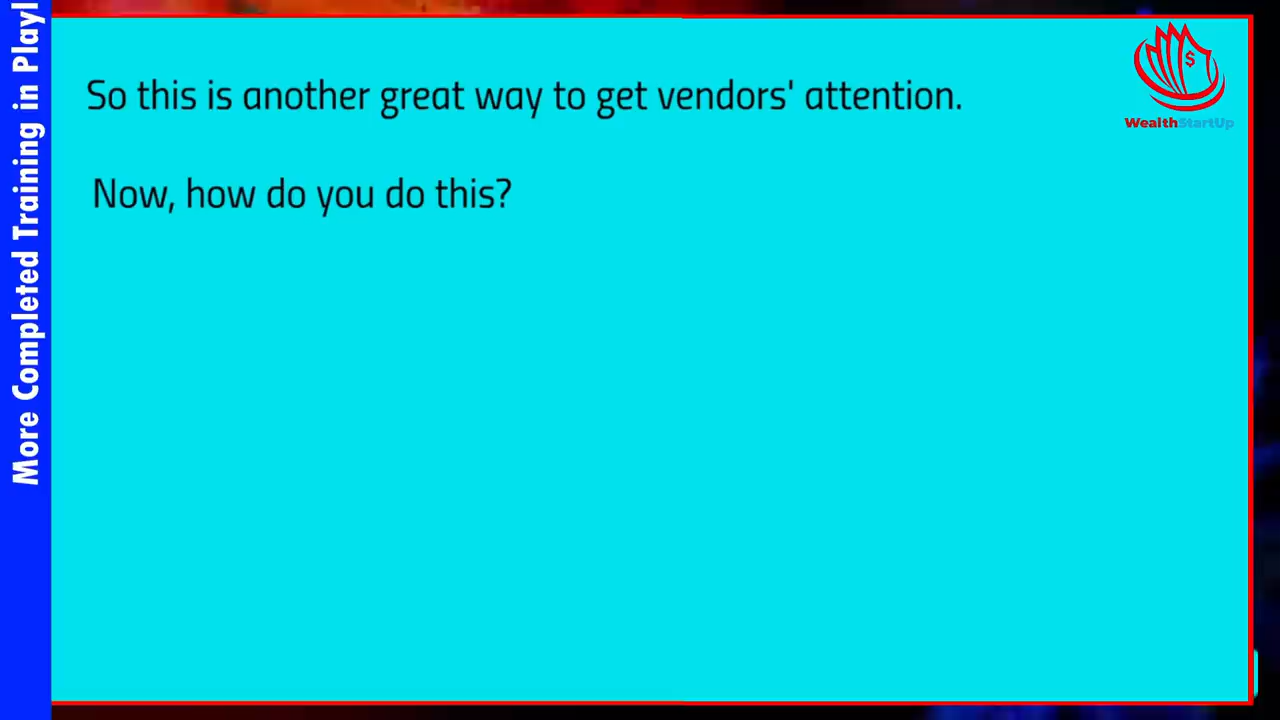 So this is another great way to get vendors' attention.
Now, how do you do this?
WealthStartUp
More Completed Training in Playl